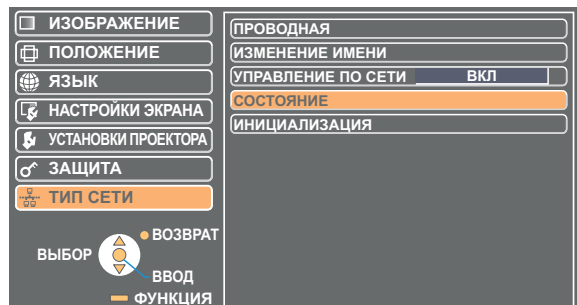 ИЗОБРАЖЕНИЕ
ПОЛОЖЕНИЕ
ЯЗЫК
НАСТРОЙКИ ЭКРАНА
УСТАНОВКИ ПРОЕКТОРА
ЗАЩИТА
ТИП СЕТИ
ВОЗВРАТ
ВЫБОР
ВВОД
ФУНКЦИЯ
ПРОВОДНАЯ
ИЗМЕНЕНИЕ ИМЕНИ
УПРАВЛЕНИЕ ПО СЕТИ ВКЛ
СОСТОЯНИЕ
ИНИЦИАЛИЗАЦИЯ